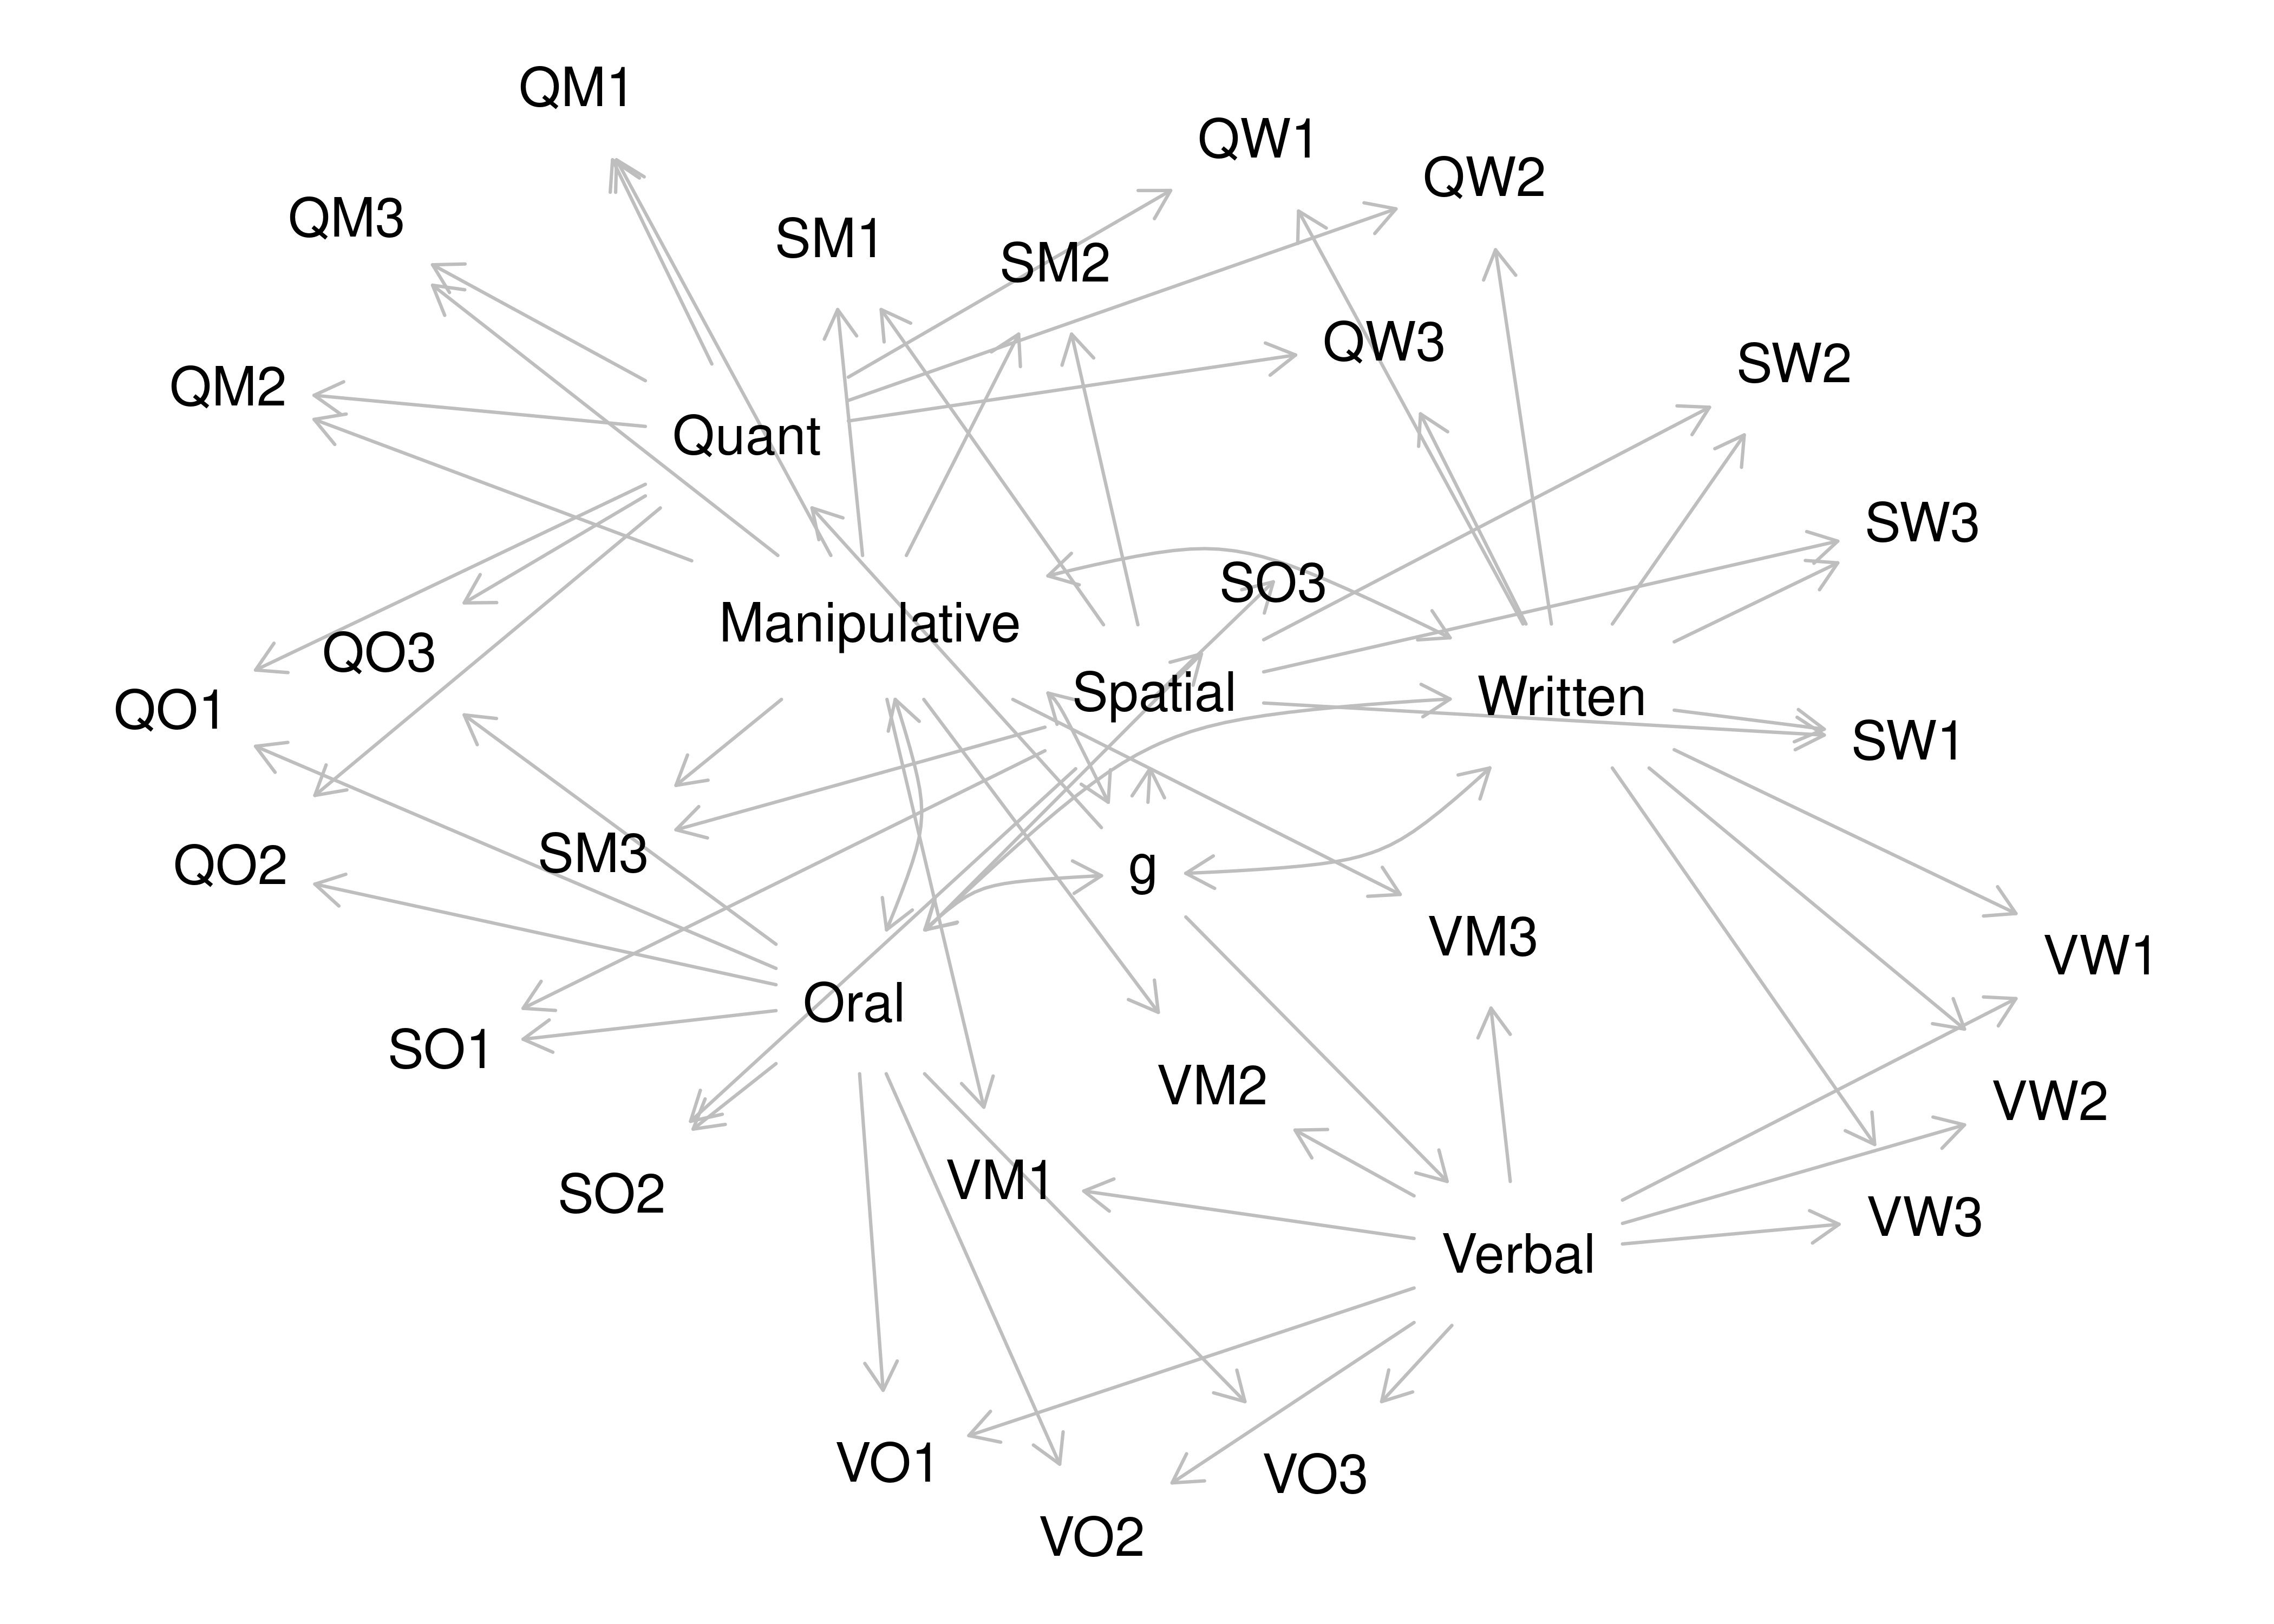 QM1
QW1
QW2
QM3
SM1
SM2
QW3
SW2
QM2
Quant
SW3
SO3
Manipulative
QO3
Spatial
Written
QO1
SW1
SM3
QO2
g
VM3
VW1
Oral
SO1
VM2
VW2
VM1
SO2
VW3
Verbal
VO1
VO3
VO2